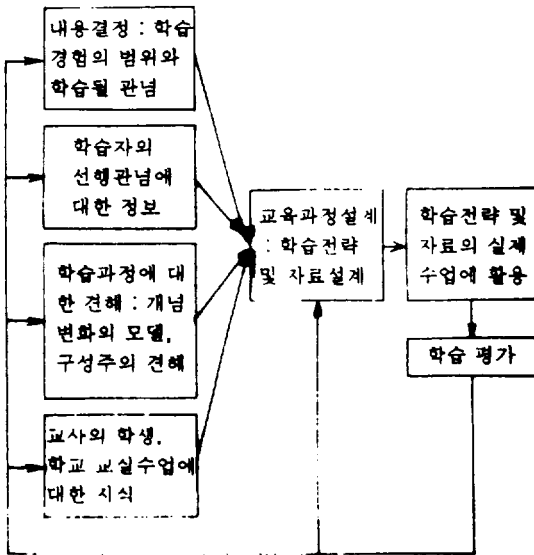 내용결정 : 학습
경험의 범위와
학습될 관념
학습자의
선행관념에
대한 정보
학습과정에 대
한 견해 : 개념
변화의 모델,
구성주의 견해
교사의 학생,
학교 교실수업에
대한 지식
교육과정설계
: 학습전략
및 자료설계
학습전략 및
자료의 실제
수업에 활용
학습 평가